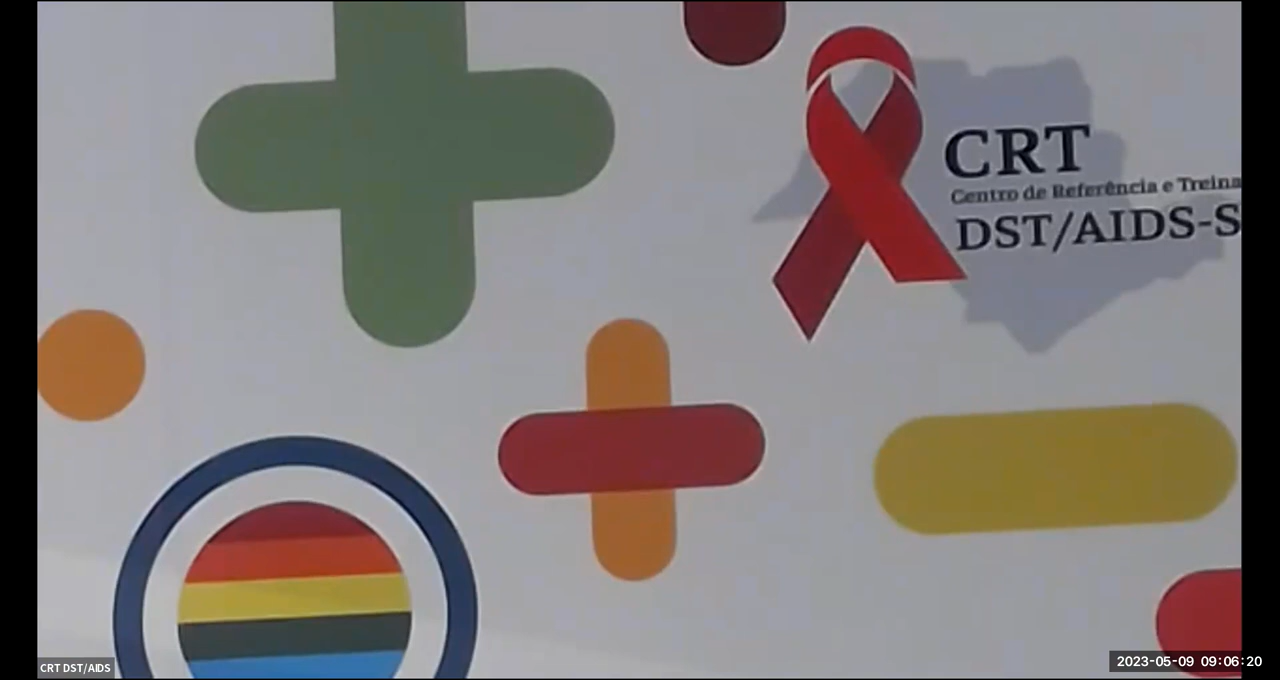 CRT
Centro de Referência e Treina
DST/AIDS-S
CRT DST/AIDS
2023-05-09 09:06:20